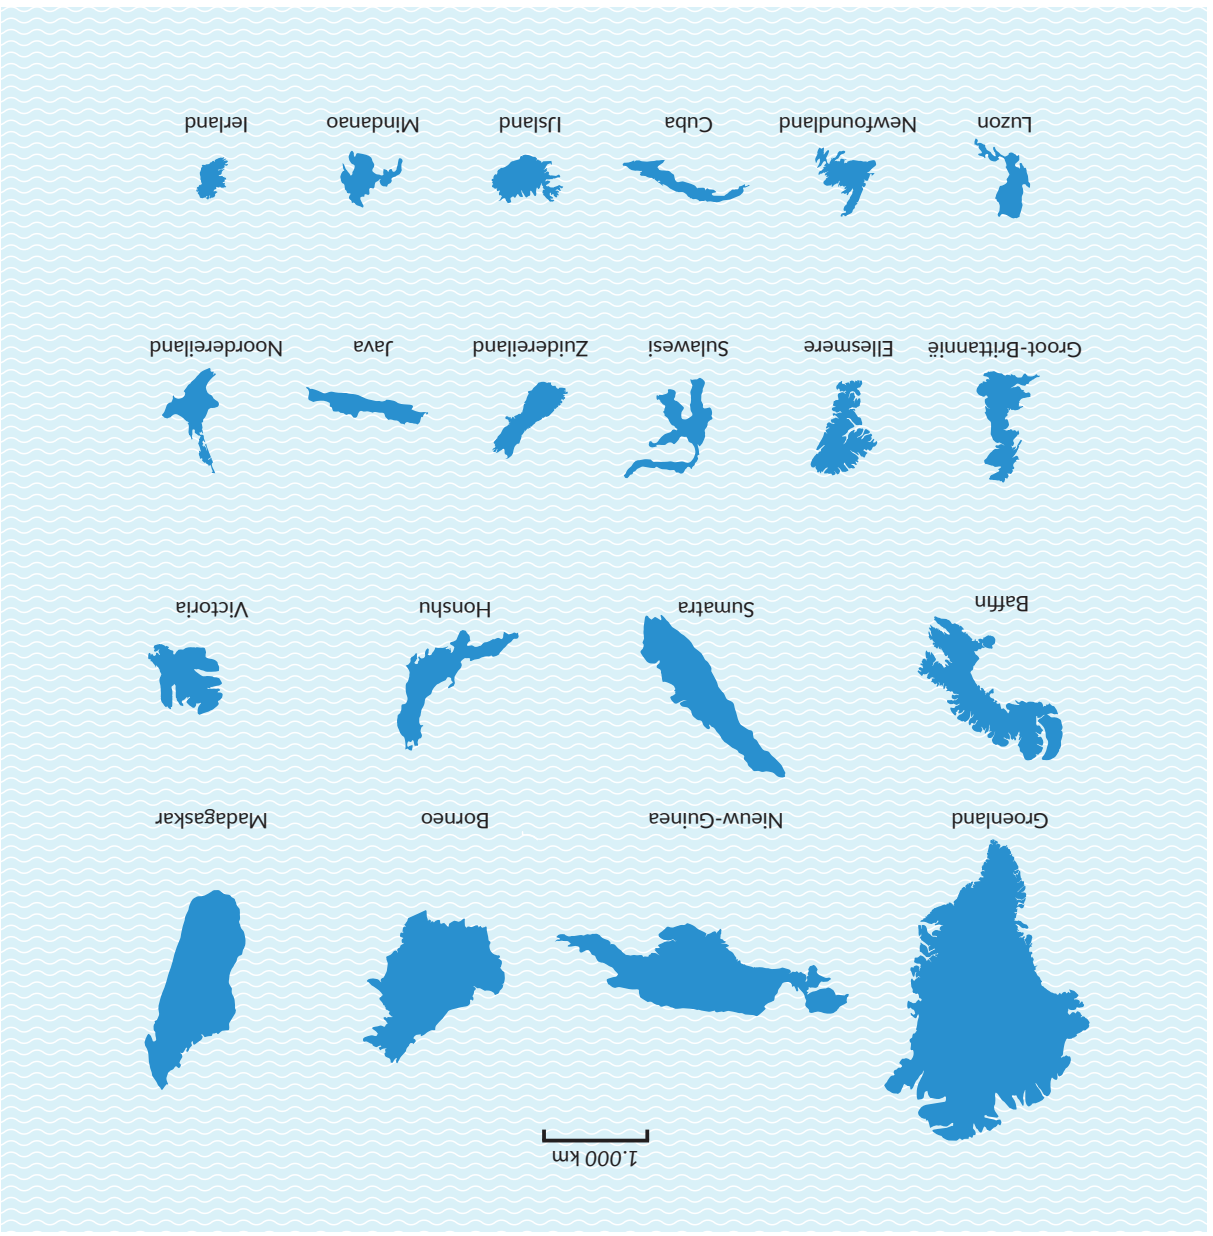 1.000 km
Groenland
Nieuw-Guinea
Borneo
Madagaskar
Baffin
Sumatra
Honshu
Victoria
Groot-Brittannië
Ellesmere
Sulawesi
Zuidereiland
Java
Noordereiland
Luzon
Newfoundland
Cuba
IJsland
Mindanao
Ierland